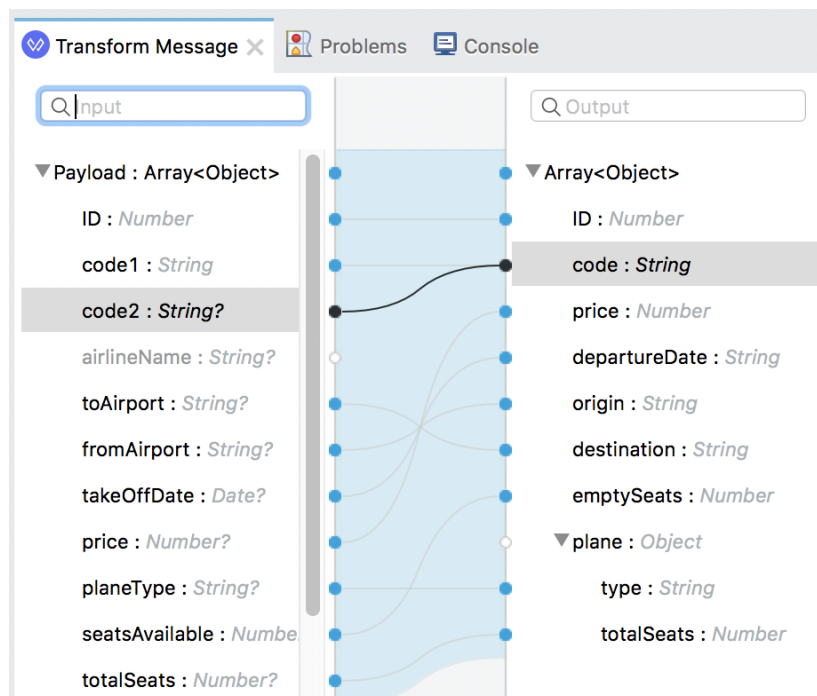 Transform Message
Problems
Console
Input
Output
Payload : Array<Object>
ID : Number
code1 : String
code2 : String?
airlineName : String?
toAirport : String?
fromAirport : String?
takeOffDate : Date?
price : Number?
planeType : String?
seatsAvailable : Numbe
totalSeats : Number?
Array<Object>
ID : Number
code : String
price : Number
departureDate : String
origin : String
destination : String
emptySeats : Number
plane : Object
type : String
totalSeats : Number